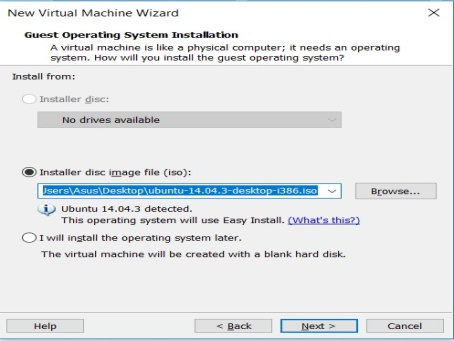 New Virtual Machine Wizard
Guest Operating System Installation
A virtual machine is like a physical computer; it needs an operating
system. How will you install the guest operating system?
Install from:
Installer disc:
No drives available
Installer disc image file (iso):
Jsers\Asus\Desktop\ubuntu-14.04.3-desktop-i386.iso
Browse...
Ubuntu 14.04.3 detected.
This operating system will use Easy Install. (What's this?)
I will install the operating system later.
The virtual machine will be created with a blank hard disk.
Help
< Back
Next >
Cancel